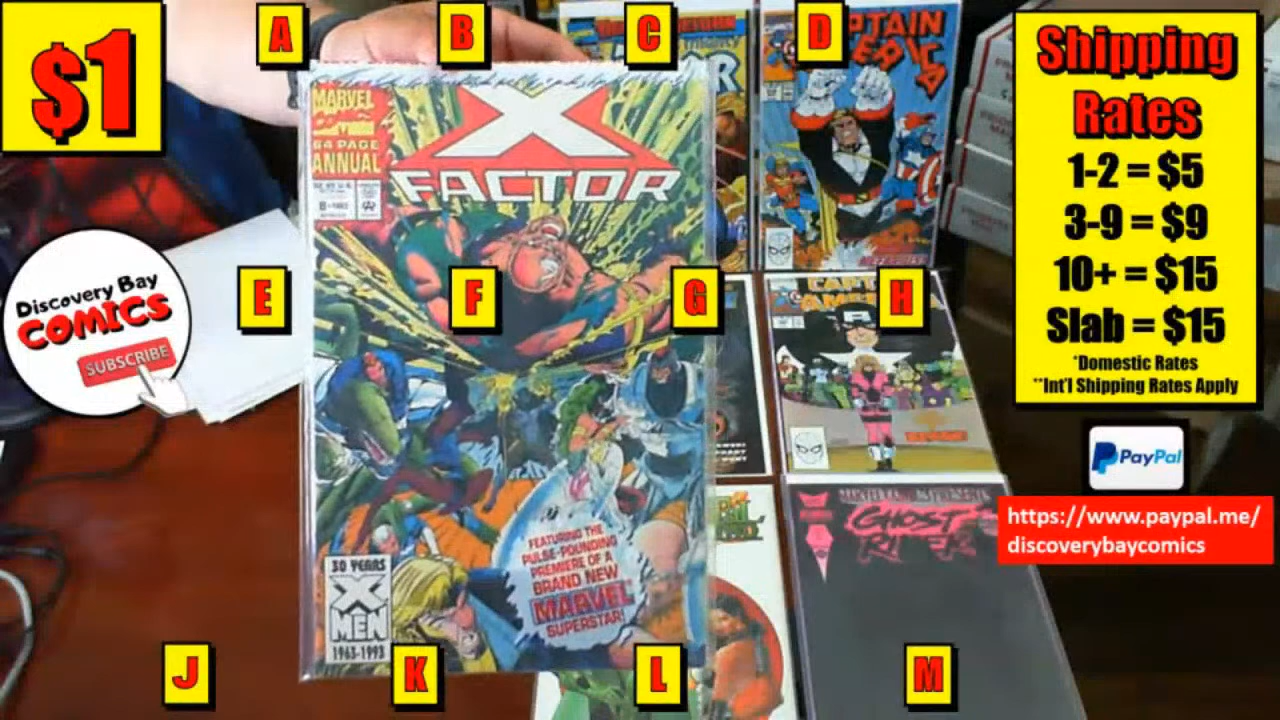 $1
A
B
C
D
Shipping
Rates
1-2 = $5
3-9 = $9
10+ = $15
Slab = $15
*Domestic Rates
**Int'l Shipping Rates Apply
MARVEL
64 PAGE
ANNUAL
X
FACTOR
CAPTAIN
Discovery Bay
COMICS
SUBSCRIBE
E
F
G
H
PayPal
https://www.paypal.me/
discoverybaycomics
GHOST
RIDER
FEATURING THE
PULSE-POUNDING
PREMIERE OF A
BRAND NEW
MARVEL
SUPERSTAR!
30 YEARS
X
MEN
1963-1993
J
K
L
M